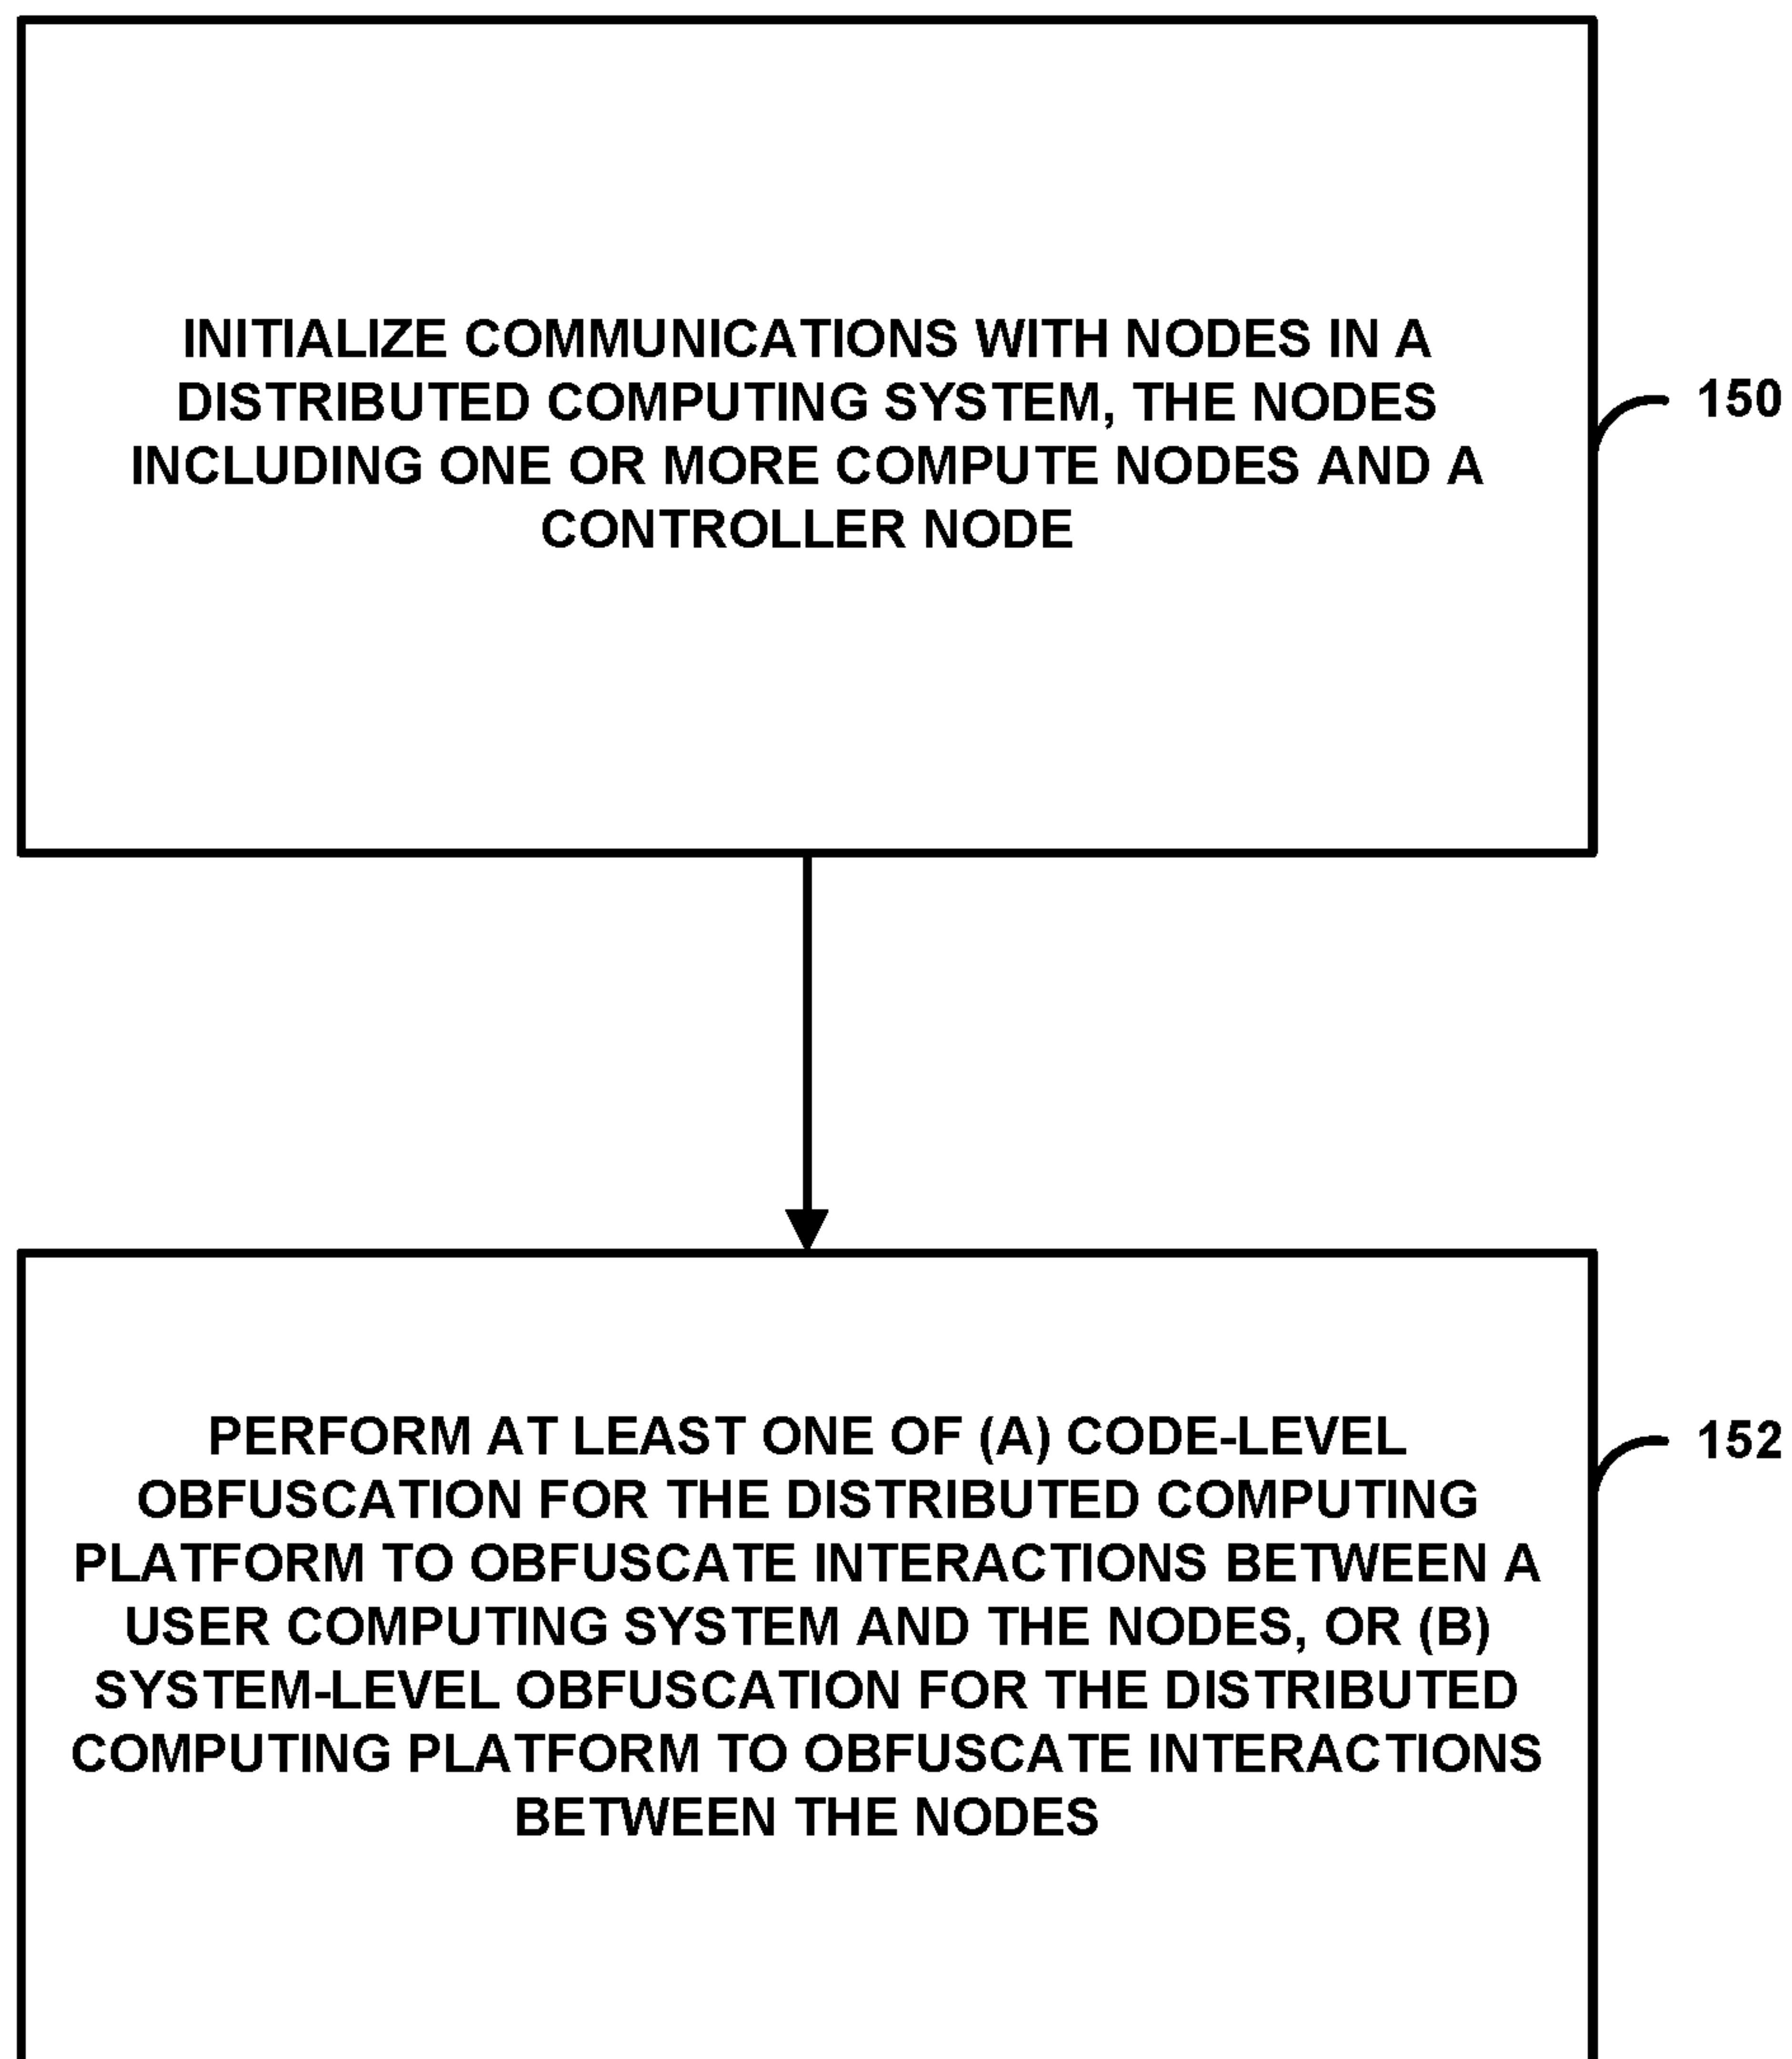 INITIALIZE COMMUNICATIONS WITH NODES IN A
DISTRIBUTED COMPUTING SYSTEM, THE NODES
INCLUDING ONE OR MORE COMPUTE NODES AND A
CONTROLLER NODE
150
PERFORM AT LEAST ONE OF (A) CODE-LEVEL
OBFUSCATION FOR THE DISTRIBUTED COMPUTING
PLATFORM TO OBFUSCATE INTERACTIONS BETWEEN A
USER COMPUTING SYSTEM AND THE NODES, OR (B)
SYSTEM-LEVEL OBFUSCATION FOR THE DISTRIBUTED
COMPUTING PLATFORM TO OBFUSCATE INTERACTIONS
BETWEEN THE NODES
152